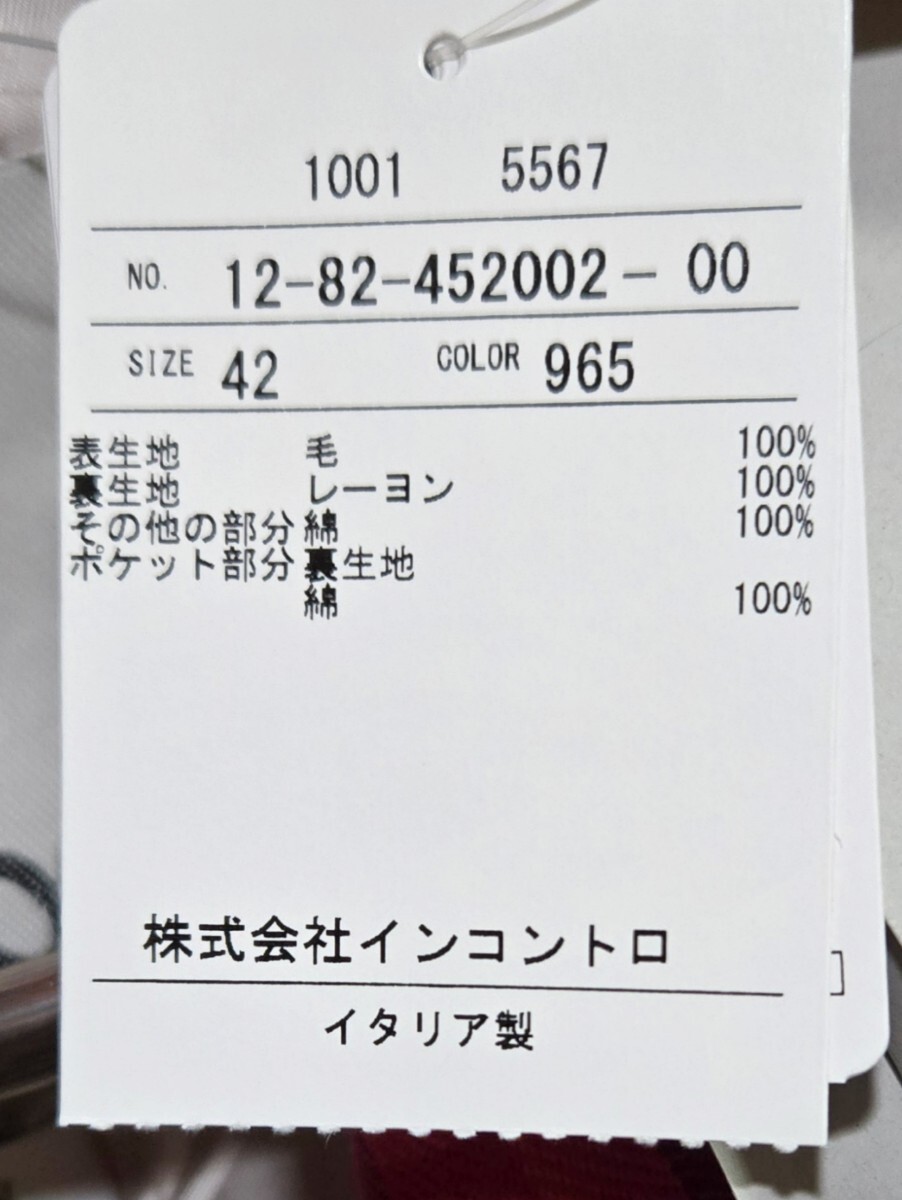 1001 5567
NO. 12-82-452002- 00
SIZE 42 COLOR 965
表生地 毛 100%
裏生地 レーヨン 100%
その他の部分 綿 100%
ポケット部分 裏生地
綿 100%
株式会社インコントロ
イタリア製